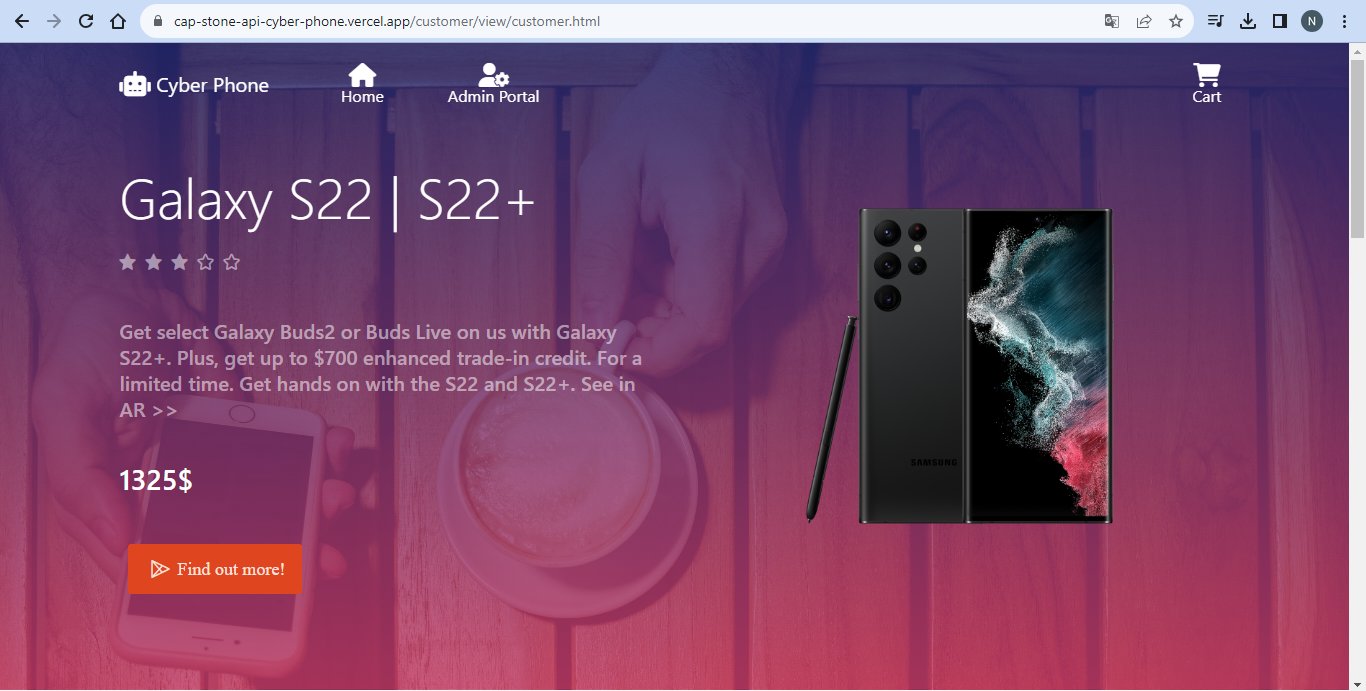 cap-stone-api-cyber-phone.vercel.app/customer/view/customer.html
N
Cyber Phone
Home
Admin Portal
Cart
Galaxy S22 | S22+
Get select Galaxy Buds2 or Buds Live on us with Galaxy
S22+. Plus, get up to $700 enhanced trade-in credit. For a
limited time. Get hands on with the S22 and S22+. See in
AR >>
SAMSUNG
1325$
Find out more!